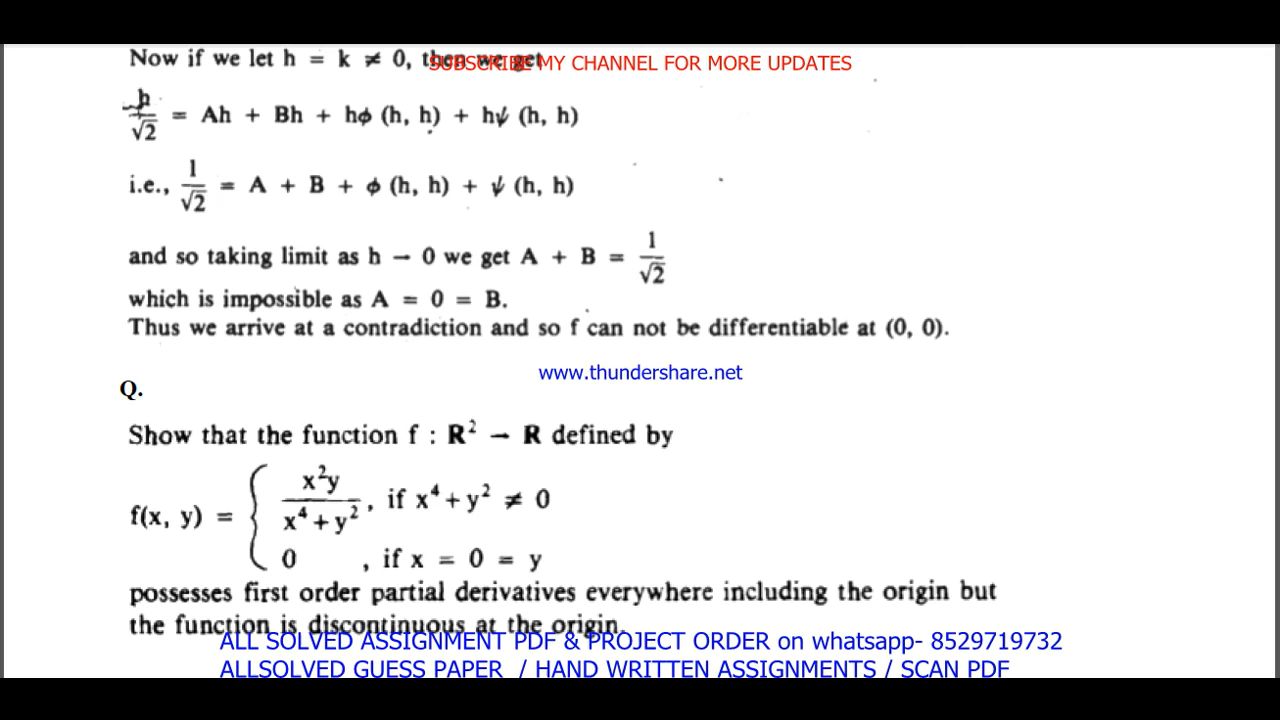 Now if we let h = k ≠ 0, then we get
SUBSCRIBE MY CHANNEL FOR MORE UPDATES
h/√2 = Ah + Bh + hϕ (h, h) + hψ (h, h)
i.e., 1/√2 = A + B + ϕ (h, h) + ψ (h, h)
and so taking limit as h → 0 we get A + B = 1/√2
which is impossible as A = 0 = B.
Thus we arrive at a contradiction and so f can not be differentiable at (0, 0).
www.thundershare.net
Q.
Show that the function f : R² → R defined by
f(x, y) = { x²y/x⁴+y², if x⁴+y² ≠ 0
0 , if x = 0 = y
possesses first order partial derivatives everywhere including the origin but
the function is discontinuous at the origin.
ALL SOLVED ASSIGNMENT PDF & PROJECT ORDER on whatsapp- 8529719732
ALLSOLVED GUESS PAPER / HAND WRITTEN ASSIGNMENTS / SCAN PDF